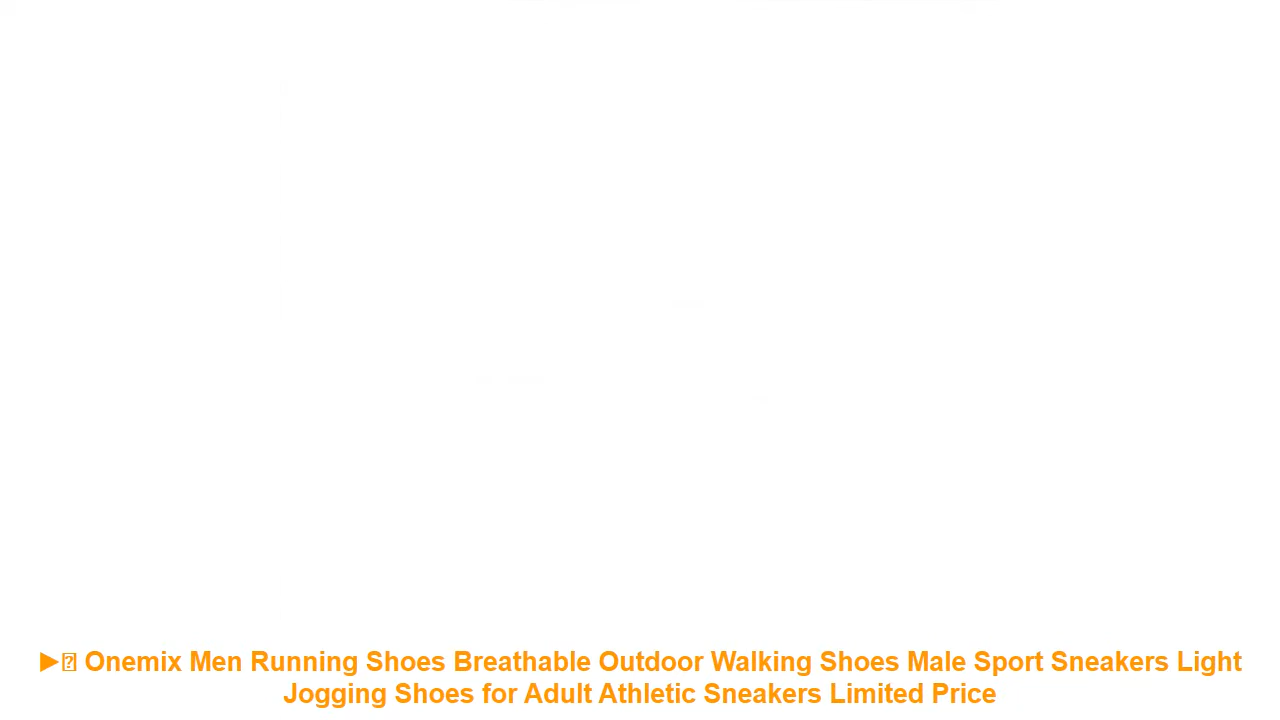 ►⍰ Onemix Men Running Shoes Breathable Outdoor Walking Shoes Male Sport Sneakers Light
Jogging Shoes for Adult Athletic Sneakers Limited Price